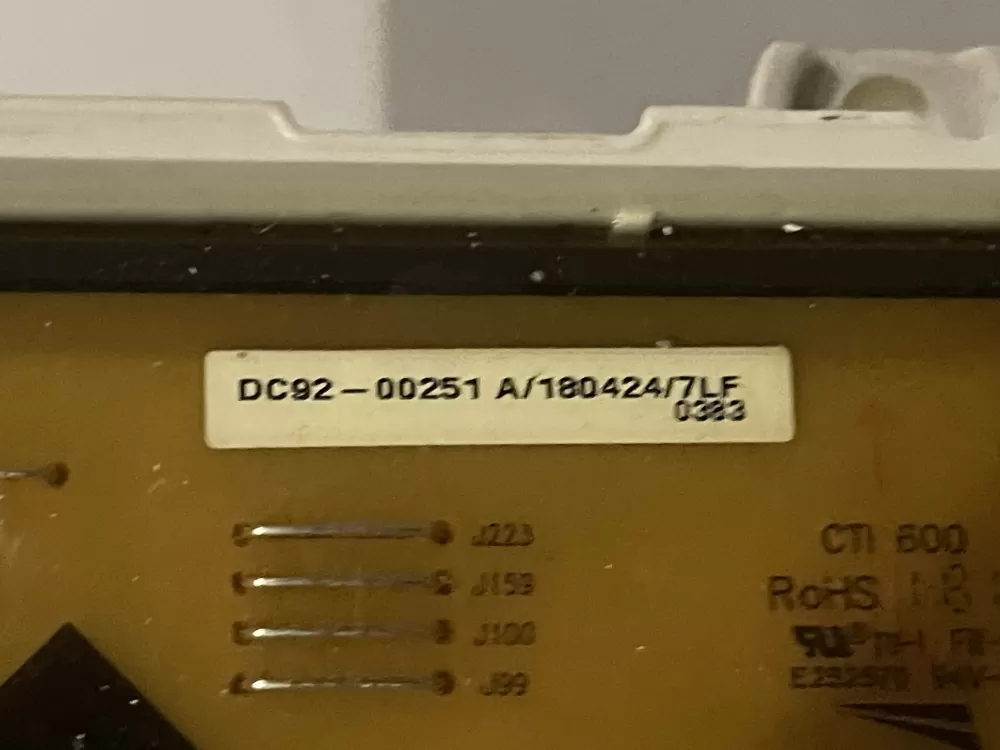 DC92-00251 A/180424/7LF
0383
J223
J159
J100
J99
CTI 600
RoHS